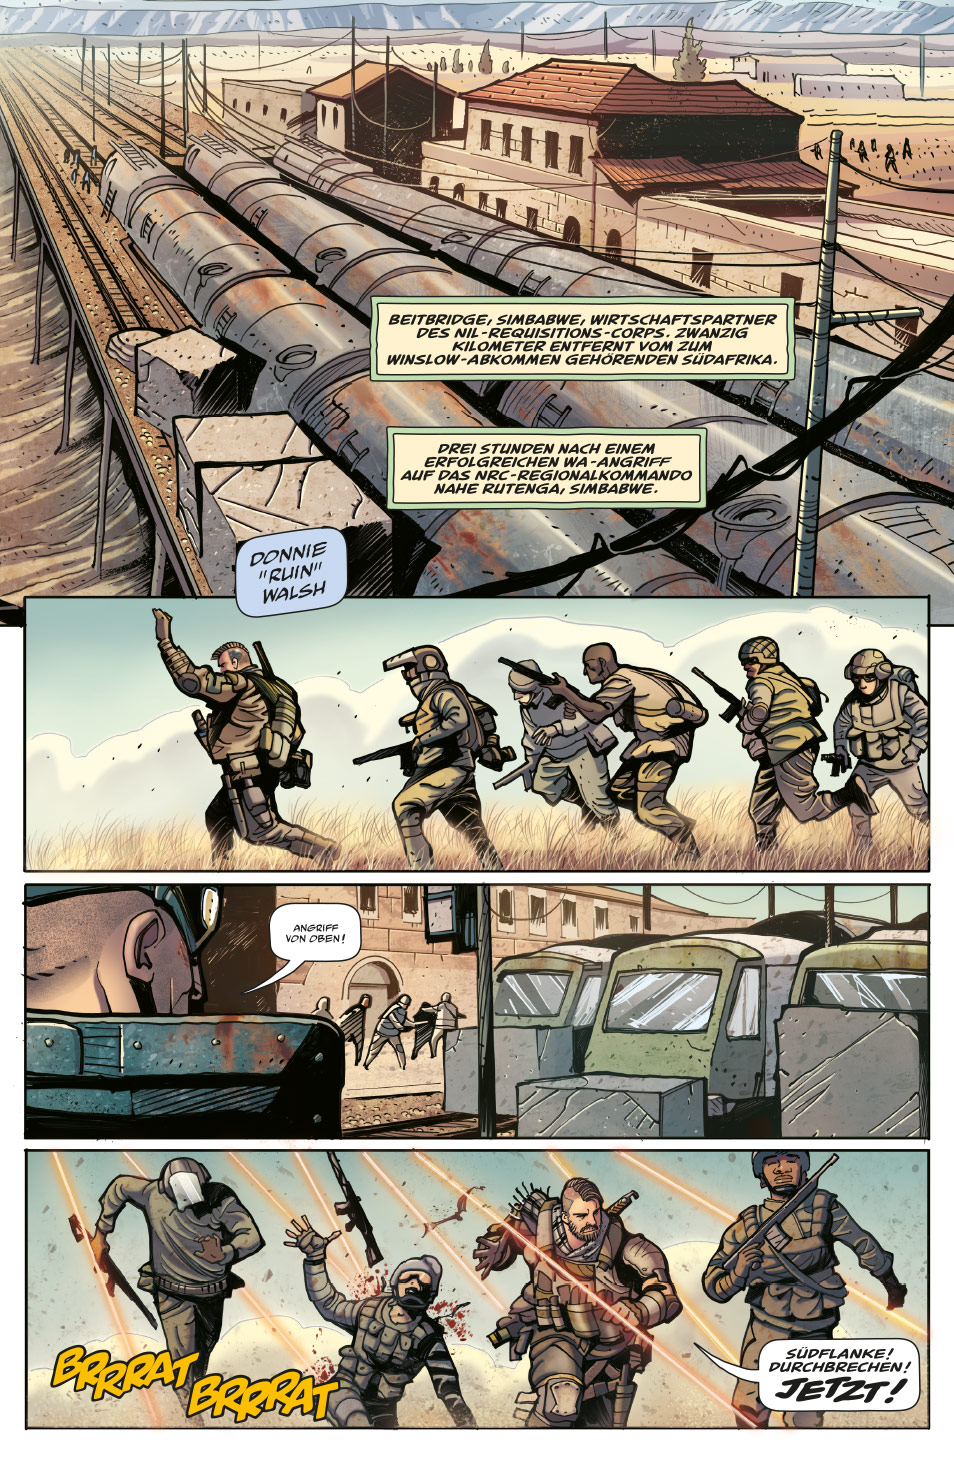 BEITBRIDGE, SIMBABWE, WIRTSCHAFTSPARTNER
DES NIL-REQUISITIONS-CORPS. ZWANZIG
KILOMETER ENTFERNT VOM ZUM
WINSLOW-ABKOMMEN GEHÖRENDEN SÜDAFRIKA.
DREI STUNDEN NACH EINEM
ERFOLGREICHEN WA-ANGRIFF
AUF DAS NRC-REGIONALKOMMANDO
NAHE RUTENGA, SIMBABWE.
DONNIE
"RUIN"
WALSH
ANGRIFF
VON OBEN!
BRRRAT
BRRRAT
SÜDFLANKE!
DURCHBRECHEN!
JETZT!